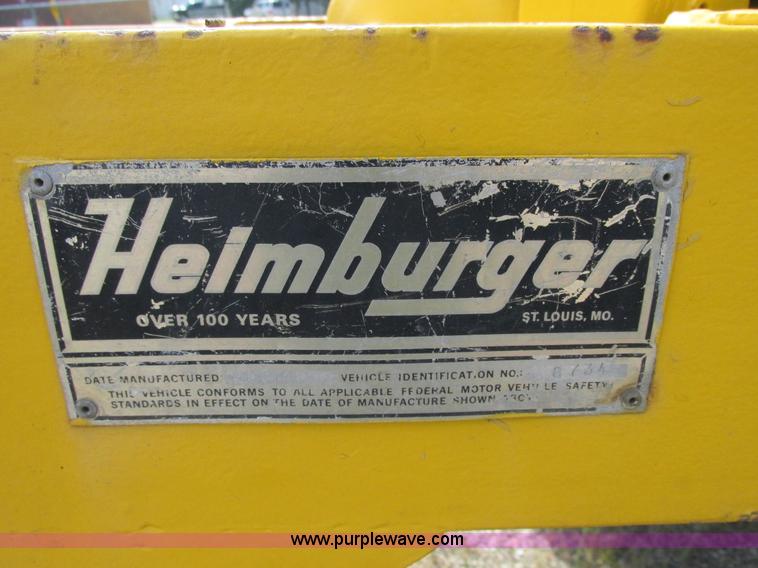 Heimburger
OVER 100 YEARS
ST. LOUIS, MO.
DATE MANUFACTURED VEHICLE IDENTIFICATION NO.:
THIS VEHICLE CONFORMS TO ALL APPLICABLE FEDERAL MOTOR VEHICLE SAFETY
STANDARDS IN EFFECT ON THE DATE OF MANUFACTURE SHOWN
www.purplewave.com